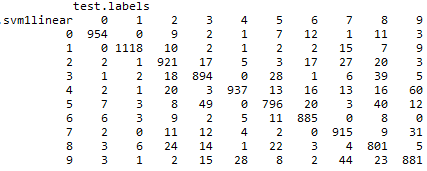 test.labels
.svm1linear 0 1 2 3 4 5 6 7 8 9
0 954 0 9 2 1 7 12 1 11 3
1 0 1118 10 2 1 2 2 15 7 9
2 2 1 921 17 5 3 17 27 20 3
3 1 2 18 894 0 28 1 6 39 5
4 2 1 20 3 937 13 16 13 16 60
5 7 3 8 49 0 796 20 3 40 12
6 6 3 9 2 5 11 885 0 8 0
7 2 0 11 12 4 2 0 915 9 31
8 3 6 24 14 1 22 3 4 801 5
9 3 1 2 15 28 8 2 44 23 881